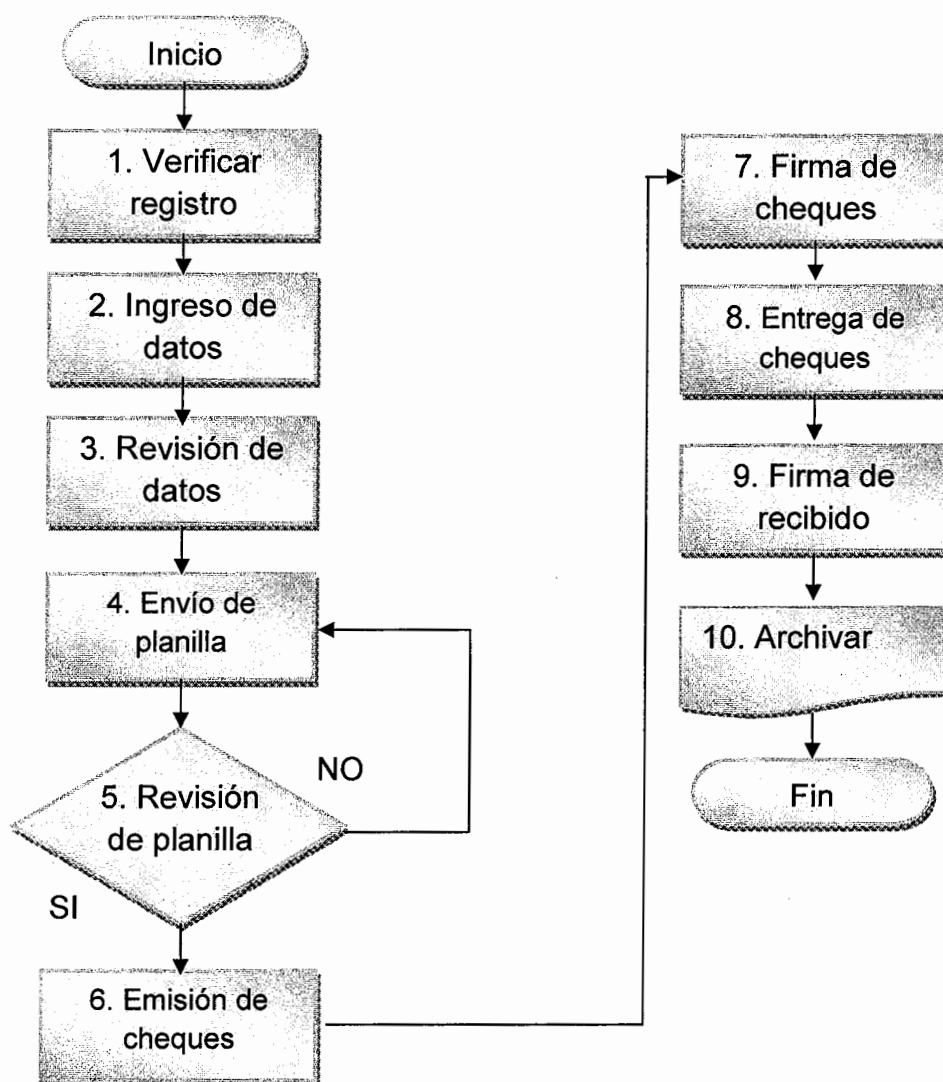 Inicio
1. Verificar
registro
2. Ingreso de
datos
3. Revisión de
datos
4. Envío de
planilla
NO
5. Revisión
de planilla
SI
6. Emisión de
cheques
7. Firma de
cheques
8. Entrega de
cheques
9. Firma de
recibido
10. Archivar
Fin